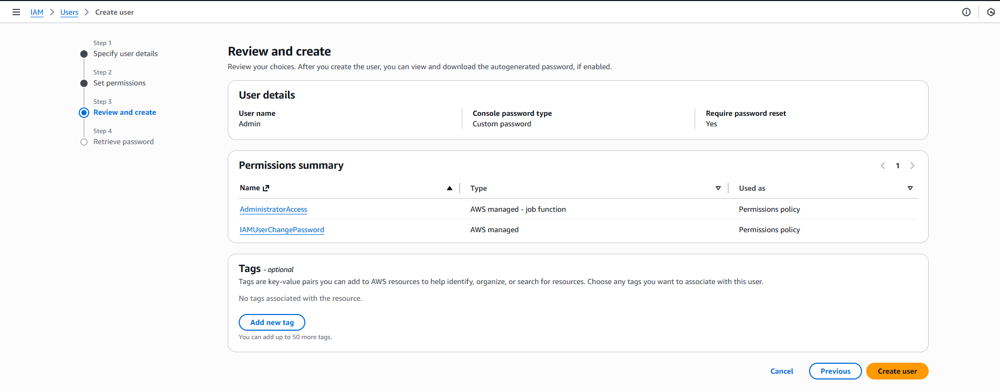 IAM > Users > Create user
Step 1
Specify user details
Step 2
Set permissions
Step 3
Review and create
Step 4
Retrieve password
Review and create
Review your choices. After you create the user, you can view and download the autogenerated password, if enabled.
User details
User name
Admin
Console password type
Custom password
Require password reset
Yes
Permissions summary
1
Name Type Used as
AdministratorAccess AWS managed - job function Permissions policy
IAMUserChangePassword AWS managed Permissions policy
Tags - optional
Tags are key-value pairs you can add to AWS resources to help identify, organize, or search for resources. Choose any tags you want to associate with this user.
No tags associated with the resource.
Add new tag
You can add up to 50 more tags.
Cancel Previous Create user